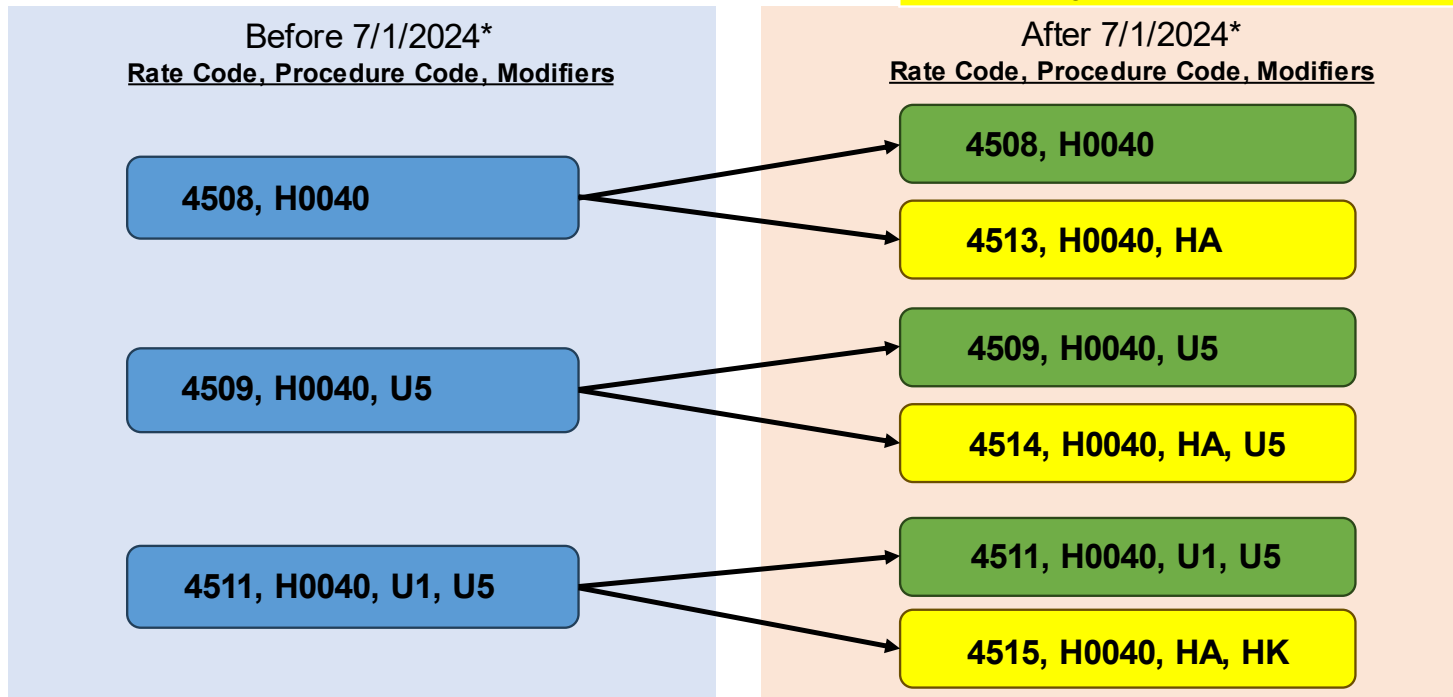 Before 7/1/2024*
Rate Code, Procedure Code, Modifiers
4508, H0040
4509, H0040, U5
4511, H0040, U1, U5
After 7/1/2024*
Rate Code, Procedure Code, Modifiers
4508, H0040
4513, H0040, HA
4509, H0040, U5
4514, H0040, HA, U5
4511, H0040, U1, U5
4515, H0040, HA, HK